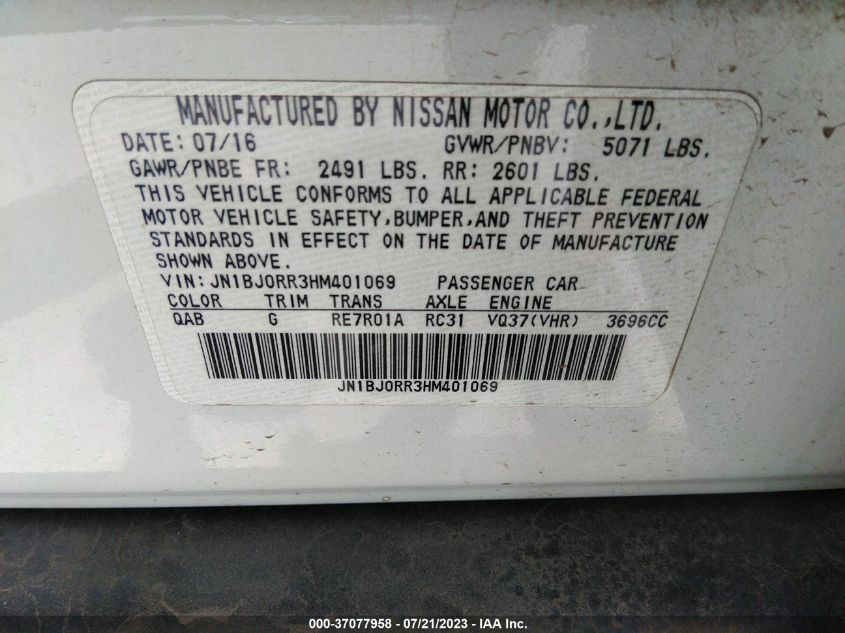 MANUFACTURED BY NISSAN MOTOR CO.,LTD.
DATE: 07/16 GVWR/PNBV: 5071 LBS.
GAWR/PNBE FR: 2491 LBS. RR: 2601 LBS.
THIS VEHICLE CONFORMS TO ALL APPLICABLE FEDERAL
MOTOR VEHICLE SAFETY,BUMPER,AND THEFT PREVENTION
STANDARDS IN EFFECT ON THE DATE OF MANUFACTURE
SHOWN ABOVE.
VIN: JN1BJ0RR3HM401069 PASSENGER CAR
COLOR TRIM TRANS AXLE ENGINE
QAB G RE7R01A RC31 VQ37(VHR) 3696CC
JN1BJ0RR3HM401069
000-37077958 - 07/21/2023 - IAA Inc.